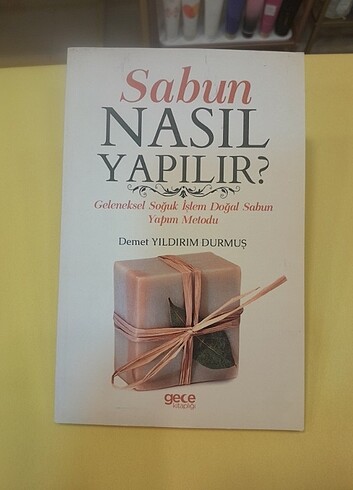 Sabun
NASIL
YAPILIR?
Geleneksel Soğuk İşlem Doğal Sabun
Yapım Metodu
Demet YILDIRIM DURMUŞ
gece
kitaplığı